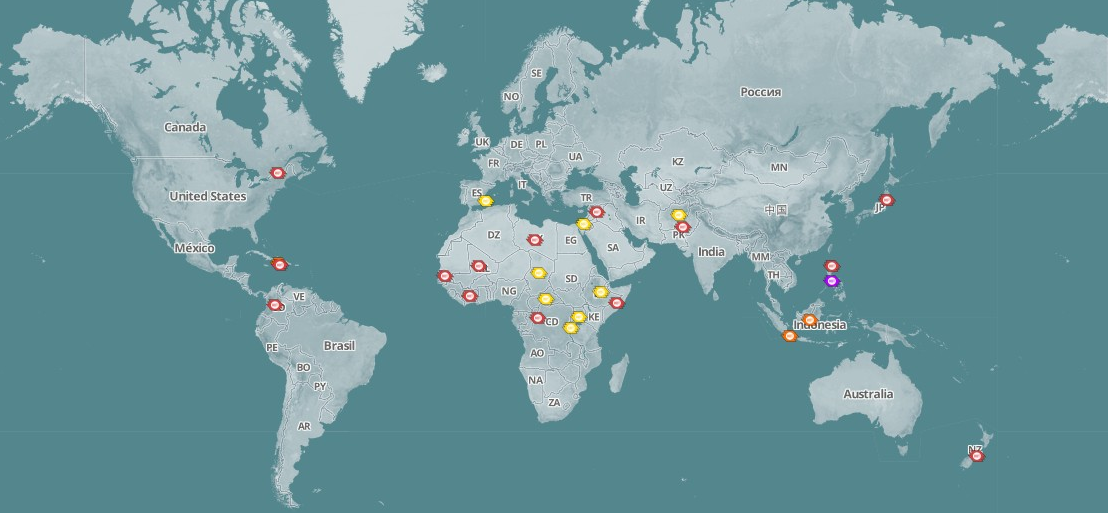 SE
Россия
NO
Canada
UK
DE
PL
FR
UA
KZ
MN
IT
UZ
ES
United States
TR
中国
JP
IR
DZ
EG
SA
PK
México
India
MM
TH
SD
NG
VE
KE
CD
Indonesia
Brasil
PE
AO
BO
NA
PY
Australia
ZA
AR
NZ